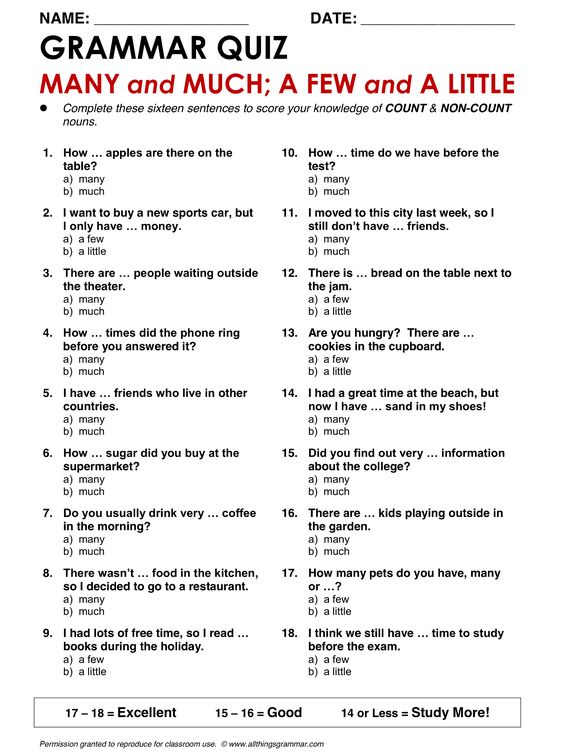 NAME: ___________________ DATE: ___________________
GRAMMAR QUIZ
MANY and MUCH; A FEW and A LITTLE
● Complete these sixteen sentences to score your knowledge of COUNT & NON-COUNT
nouns.
1. How … apples are there on the
table?
a) many
b) much
2. I want to buy a new sports car, but
I only have … money.
a) a few
b) a little
3. There are … people waiting outside
the theater.
a) many
b) much
4. How … times did the phone ring
before you answered it?
a) many
b) much
5. I have … friends who live in other
countries.
a) many
b) much
6. How … sugar did you buy at the
supermarket?
a) many
b) much
7. Do you usually drink very … coffee
in the morning?
a) many
b) much
8. There wasn't … food in the kitchen,
so I decided to go to a restaurant.
a) many
b) much
9. I had lots of free time, so I read …
books during the holiday.
a) a few
b) a little
10. How … time do we have before the
test?
a) many
b) much
11. I moved to this city last week, so I
still don't have … friends.
a) many
b) much
12. There is … bread on the table next to
the jam.
a) a few
b) a little
13. Are you hungry? There are …
cookies in the cupboard.
a) a few
b) a little
14. I had a great time at the beach, but
now I have … sand in my shoes!
a) many
b) much
15. Did you find out very … information
about the college?
a) many
b) much
16. There are … kids playing outside in
the garden.
a) many
b) much
17. How many pets do you have, many
or …?
a) a few
b) a little
18. I think we still have … time to study
before the exam.
a) a few
b) a little
17 – 18 = Excellent 15 – 16 = Good 14 or Less = Study More!
Permission granted to reproduce for classroom use. © www.allthingsgrammar.com